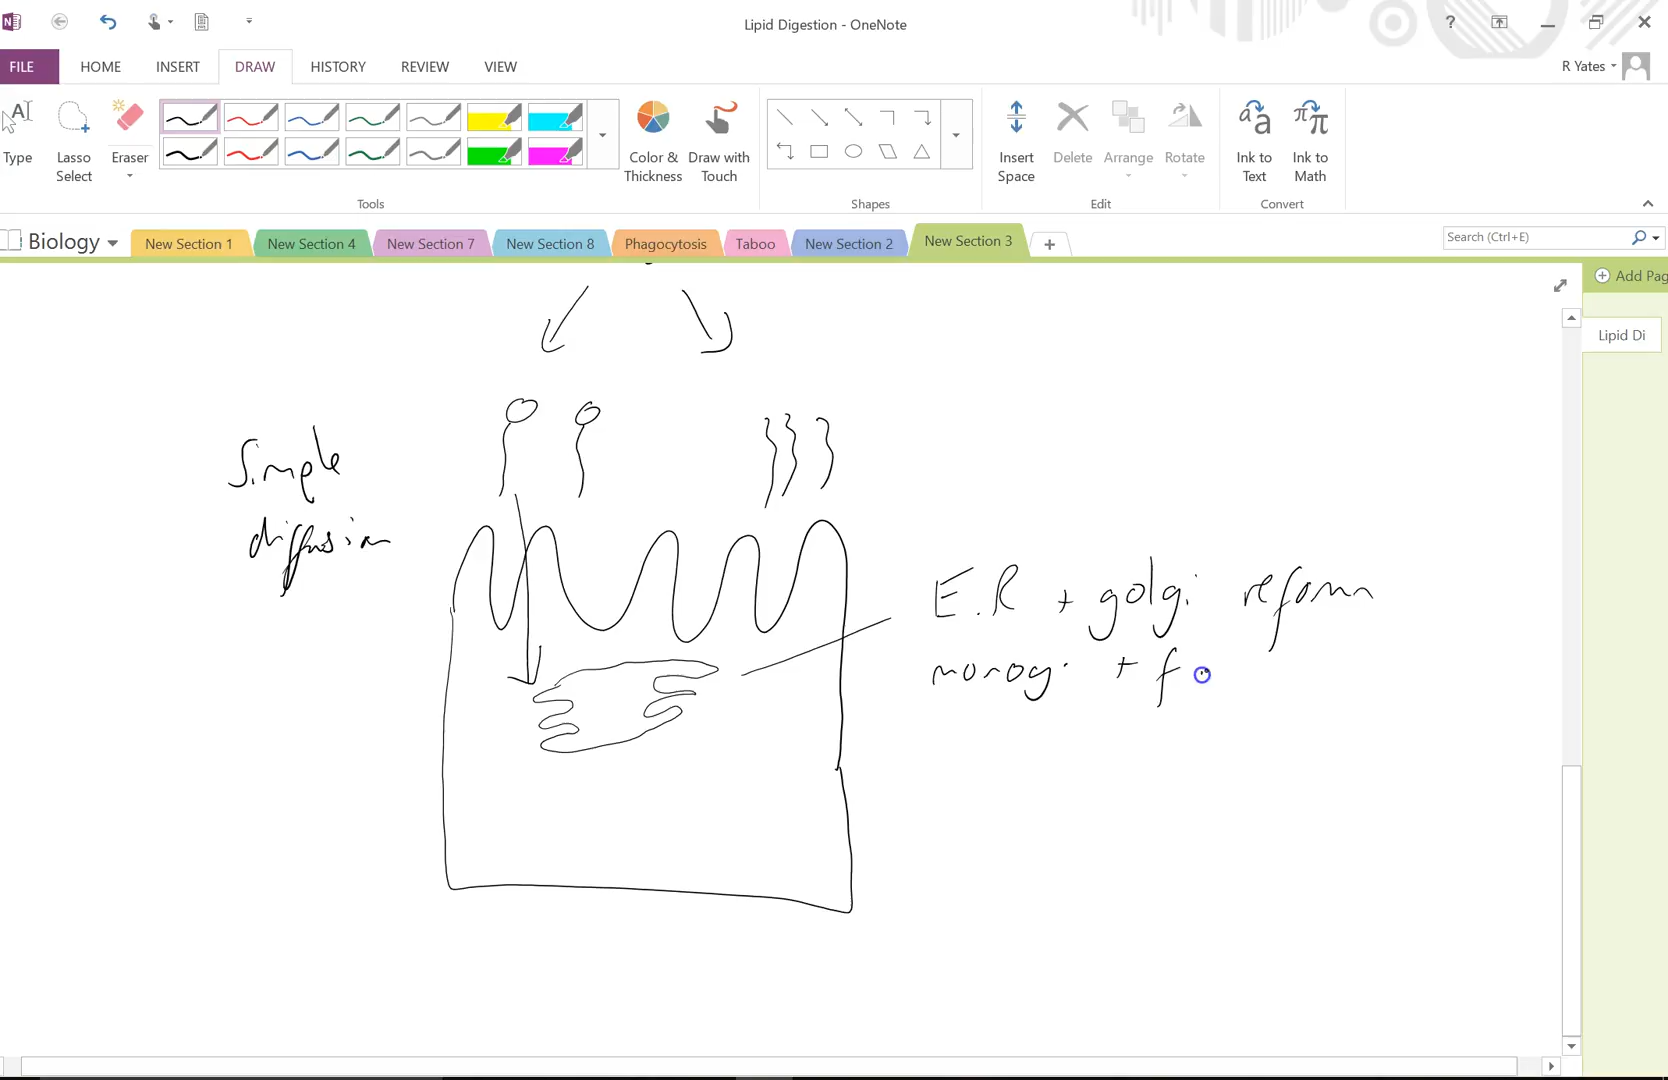 Lipid Digestion - OneNote
?
FILE
HOME
INSERT
DRAW
HISTORY
REVIEW
VIEW
R Yates
Type
Lasso
Select
Eraser
Color &
Thickness
Draw with
Touch
Insert
Space
Delete
Arrange
Rotate
Ink to
Text
Ink to
Math
Tools
Shapes
Edit
Convert
Biology
New Section 1
New Section 4
New Section 7
New Section 8
Phagocytosis
Taboo
New Section 2
New Section 3
Search (Ctrl+E)
Add Pag
Lipid Di
Simple
diffusion
E.R + golgi reform
monogi + f